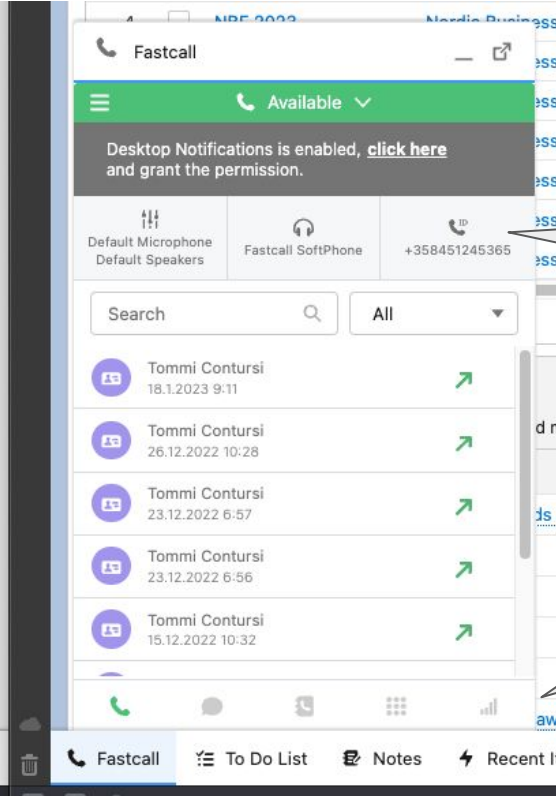 Fastcall
Available
Desktop Notifications is enabled, click here
and grant the permission.
Default Microphone
Default Speakers
Fastcall SoftPhone
ID
+358451245365
Search
All
Tommi Contursi
18.1.2023 9:11
Tommi Contursi
26.12.2022 10:28
Tommi Contursi
23.12.2022 6:57
Tommi Contursi
23.12.2022 6:56
Tommi Contursi
15.12.2022 10:32
Fastcall
To Do List
Notes
Recent